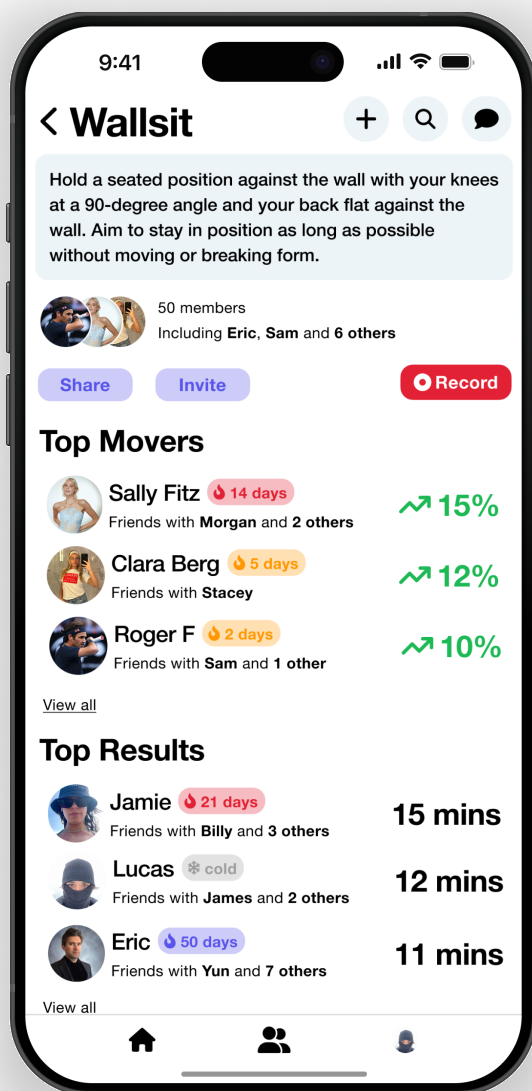 9:41
Wallsit
Hold a seated position against the wall with your knees
at a 90-degree angle and your back flat against the
wall. Aim to stay in position as long as possible
without moving or breaking form.
50 members
Including Eric, Sam and 6 others
Share
Invite
Record
Top Movers
Sally Fitz 14 days
15%
Friends with Morgan and 2 others
Clara Berg 5 days
12%
Friends with Stacey
Roger F 2 days
10%
Friends with Sam and 1 other
View all
Top Results
Jamie 21 days
15 mins
Friends with Billy and 3 others
Lucas cold
12 mins
Friends with James and 2 others
Eric 50 days
11 mins
Friends with Yun and 7 others
View all